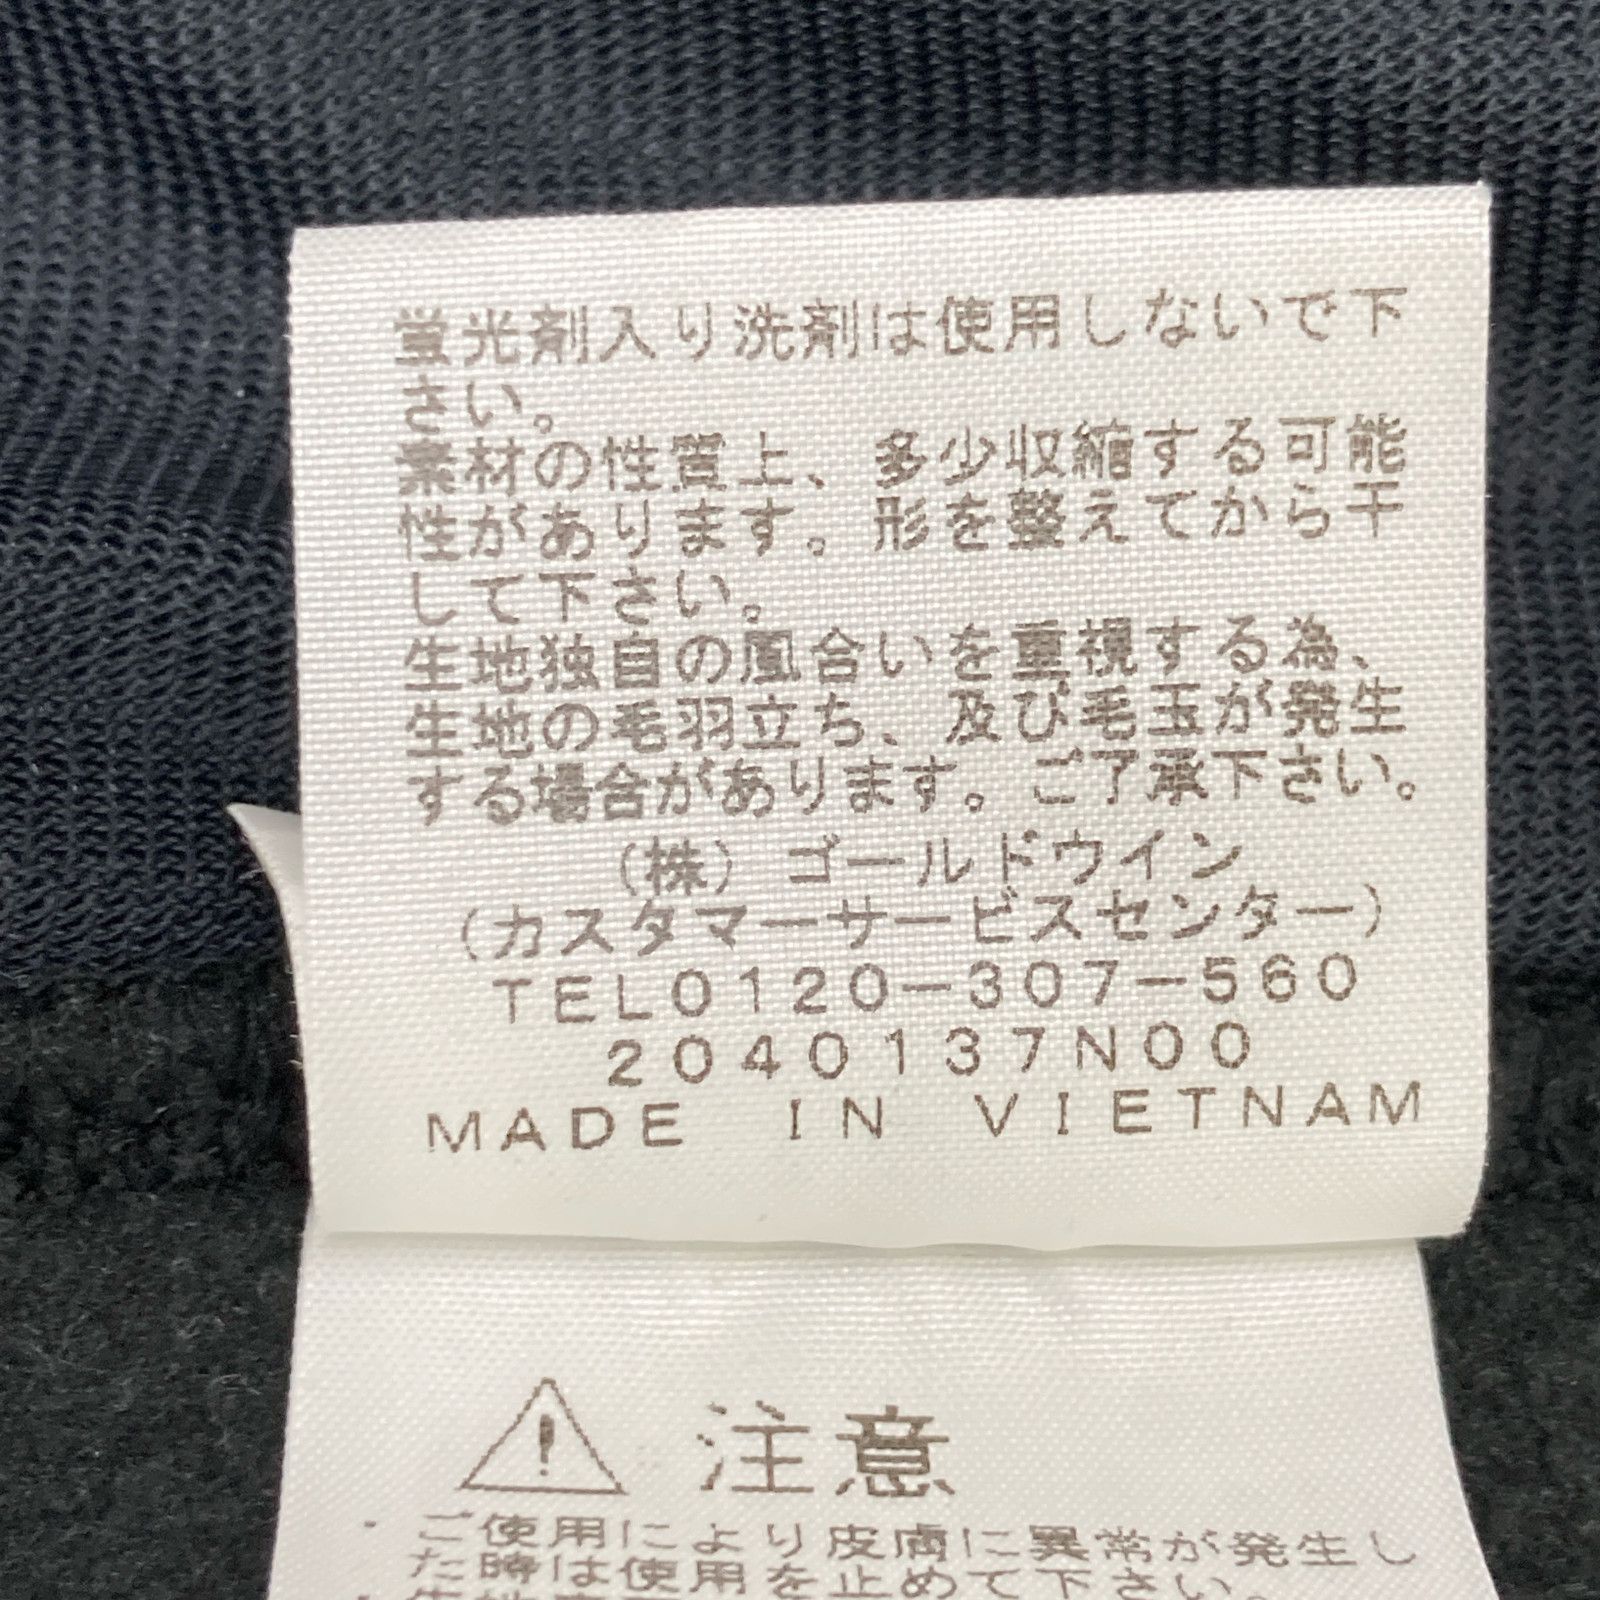 蛍光剤入り洗剤は使用しないで下
さい。
素材の性質上、多少収縮する可能
性があります。形を整えてから干
して下さい。
生地独自の風合いを重視する為、
生地の毛羽立ち、及び毛玉が発生
する場合があります。ご了承下さい。
(株)ゴールドウイン
(カスタマーサービスセンター)
TEL0120-307-560
2040137N00
MADE IN VIETNAM
注意
・ご使用により皮膚に異常が発生し
た時は使用を止めて下さい。